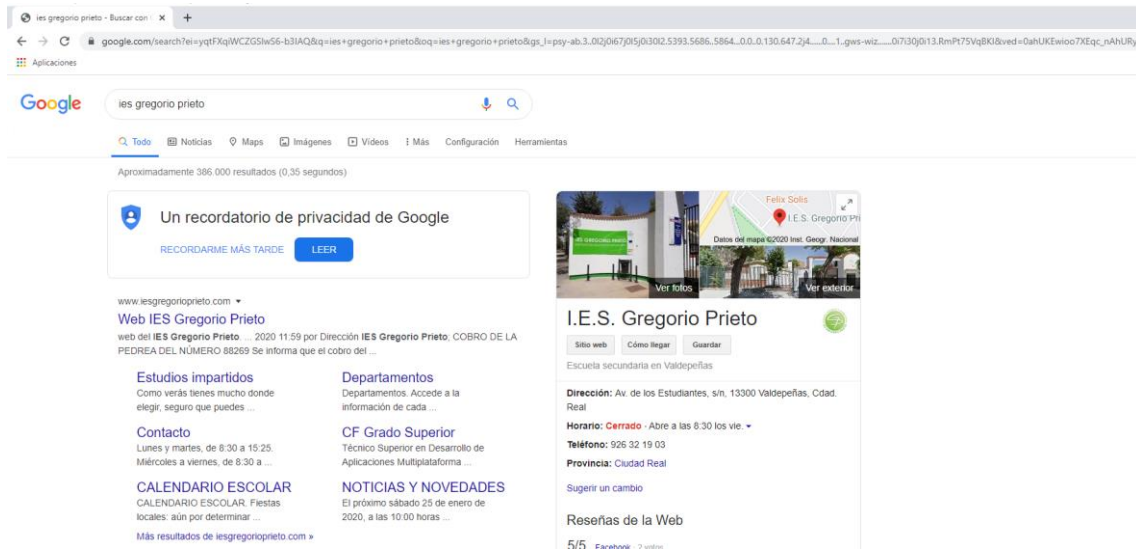 ies gregorio prieto - Buscar con
google.com/search?ei=yqtFXqiWCZGSlwS6-b3IAQ&q=ies+gregorio+prieto&oq=ies+gregorio+prieto&gs_l=psy-ab.3..0l2j0i67j0l5j0i30l2.5393.5686..5864...0.0..0.130.647.2j4......0....1..gws-wiz.......0i7i30j0i13.RmPt75VqBKI&ved=0ahUKEwioo7XEqc_nAhURy
Aplicaciones
Google
ies gregorio prieto
Todo Noticias Maps Imágenes Vídeos Más Configuración Herramientas
Aproximadamente 386.000 resultados (0,35 segundos)
Un recordatorio de privacidad de Google
RECORDARME MÁS TARDE LEER
www.iesgregorioprieto.com
Web IES Gregorio Prieto
web del IES Gregorio Prieto. ... 2020 11:59 por Dirección IES Gregorio Prieto; COBRO DE LA
PEDREA DEL NÚMERO 88269 Se informa que el cobro del ...
Estudios impartidos
Como verás tienes mucho donde
elegir, seguro que puedes ...
Departamentos
Departamentos. Accede a la
información de cada ...
Contacto
Lunes y martes, de 8:30 a 15:25.
Miércoles a viernes, de 8:30 a ...
CF Grado Superior
Técnico Superior en Desarrollo de
Aplicaciones Multiplataforma ...
CALENDARIO ESCOLAR
CALENDARIO ESCOLAR. Fiestas
locales: aún por determinar ...
NOTICIAS Y NOVEDADES
El próximo sábado 25 de enero de
2020, a las 10:00 horas ...
Más resultados de iesgregorioprieto.com »
IES GREGORIO PRIETO
Felix Solis
I.E.S. Gregorio Pri
Datos del mapa ©2020 Inst. Geogr. Nacional
Ver fotos
Ver exterior
I.E.S. Gregorio Prieto
Sitio web Cómo llegar Guardar
Escuela secundaria en Valdepeñas
Dirección: Av. de los Estudiantes, s/n, 13300 Valdepeñas, Cdad.
Real
Horario: Cerrado · Abre a las 8:30 los vie.
Teléfono: 926 32 19 03
Provincia: Ciudad Real
Sugerir un cambio
Reseñas de la Web
5/5 Facebook · 2 votos